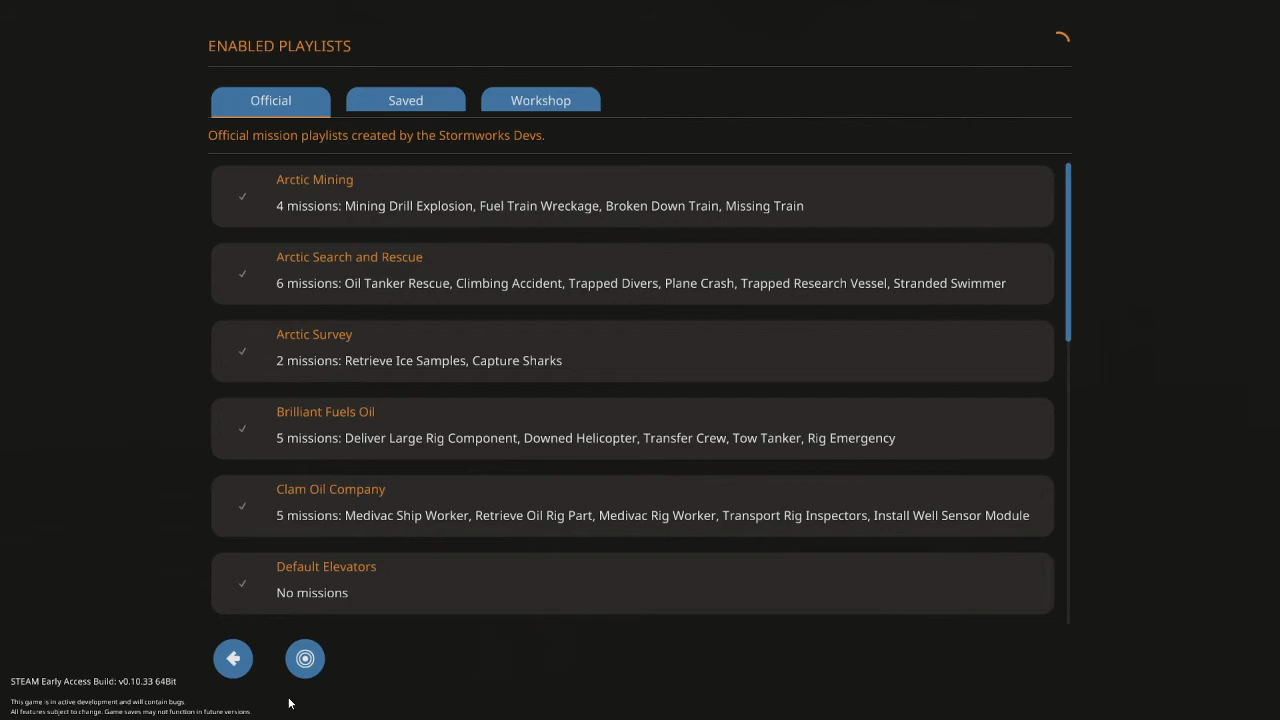 ENABLED PLAYLISTS
Official
Saved
Workshop
Official mission playlists created by the Stormworks Devs.
Arctic Mining
4 missions: Mining Drill Explosion, Fuel Train Wreckage, Broken Down Train, Missing Train
Arctic Search and Rescue
6 missions: Oil Tanker Rescue, Climbing Accident, Trapped Divers, Plane Crash, Trapped Research Vessel, Stranded Swimmer
Arctic Survey
2 missions: Retrieve Ice Samples, Capture Sharks
Brilliant Fuels Oil
5 missions: Deliver Large Rig Component, Downed Helicopter, Transfer Crew, Tow Tanker, Rig Emergency
Clam Oil Company
5 missions: Medivac Ship Worker, Retrieve Oil Rig Part, Medivac Rig Worker, Transport Rig Inspectors, Install Well Sensor Module
Default Elevators
No missions
STEAM Early Access Build: v0.10.33 64Bit
This game is in active development and will contain bugs.
All features subject to change. Game saves may not function in future versions.